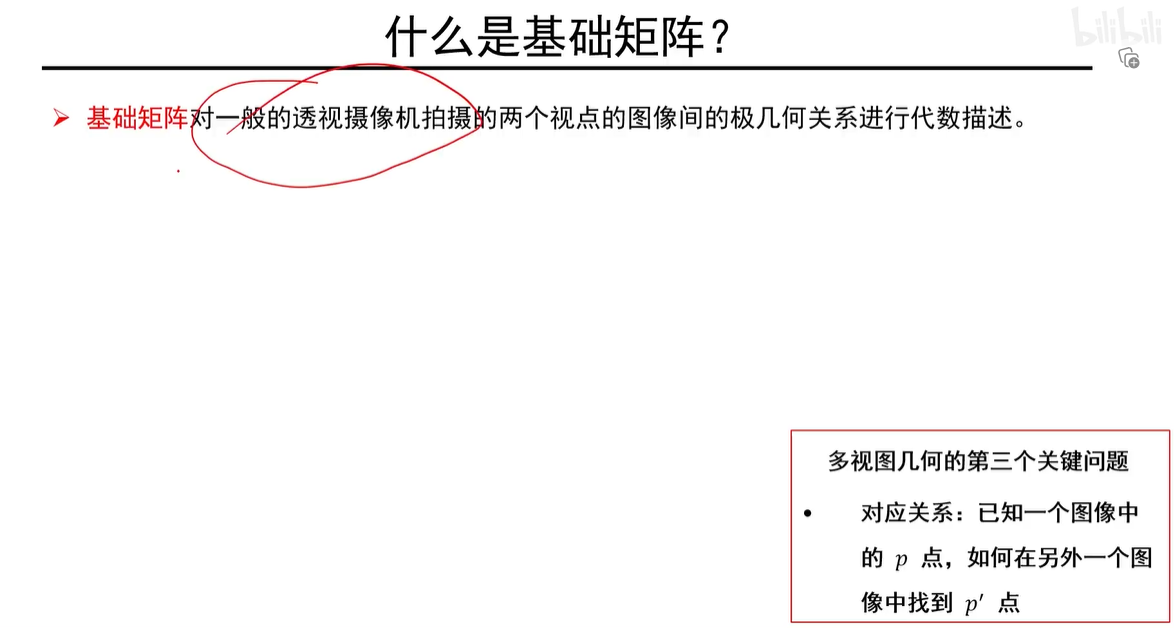 什么是基础矩阵？
bilibili
基础矩阵对一般的透视摄像机拍摄的两个视点的图像间的极几何关系进行代数描述。
多视图几何的第三个关键问题
• 对应关系：已知一个图像中
的 p 点，如何在另外一个图
像中找到 p′ 点